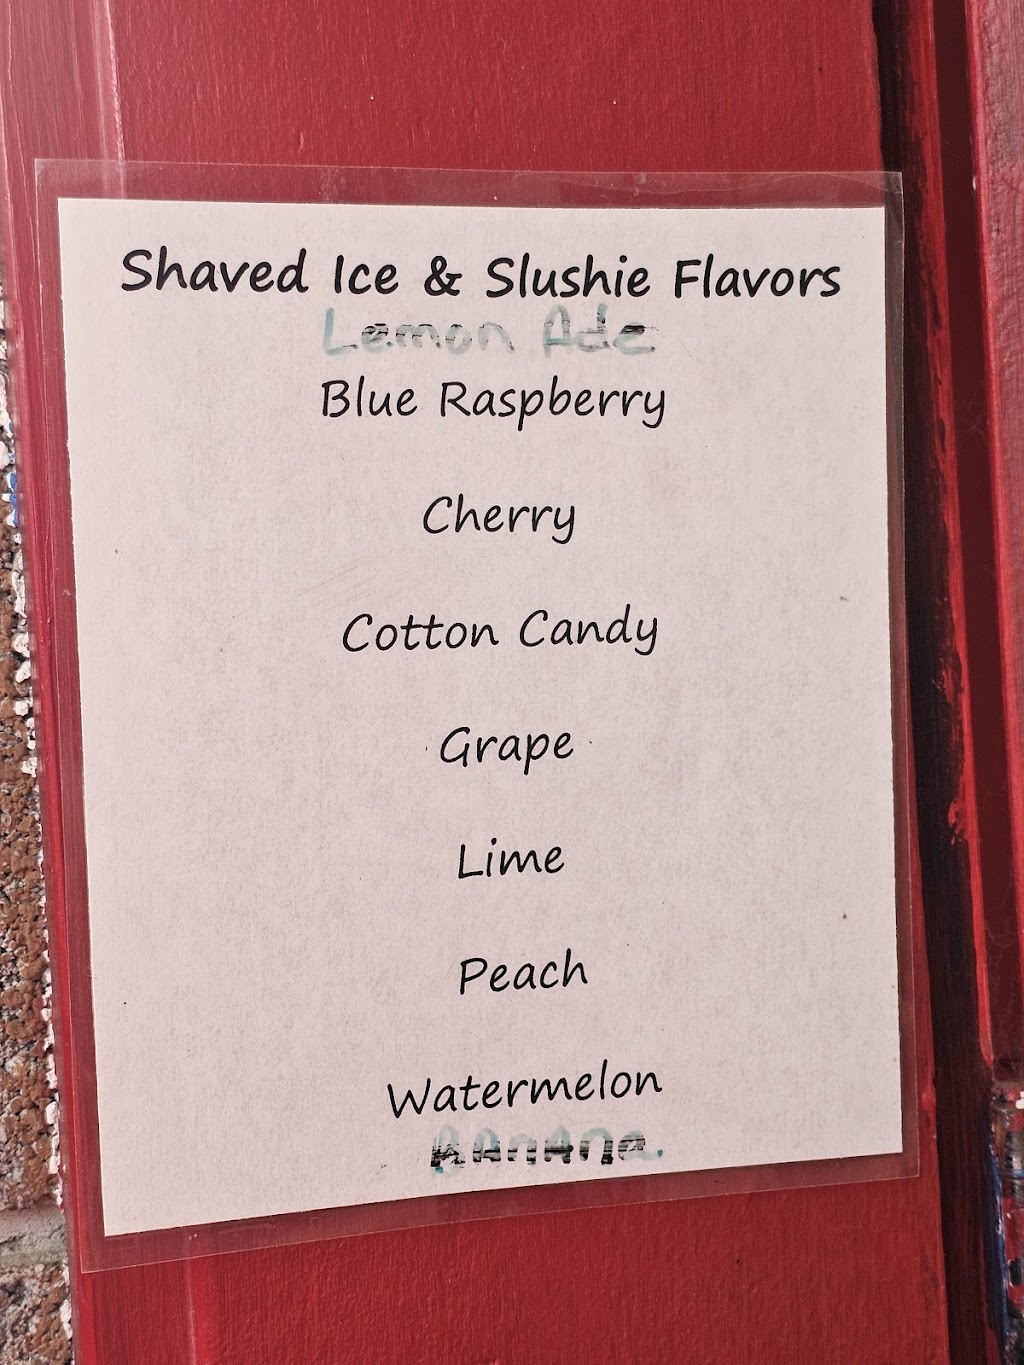 Shaved Ice & Slushie Flavors
Lemon Ade
Blue Raspberry
Cherry
Cotton Candy
Grape
Lime
Peach
Watermelon
BAnAna.